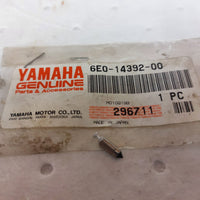 YAMAHA
GENUINE
Parts & Accessories
YAMAHA MOTOR CO., LTD.
6E0-14392-00
1 PC
296711
MADE IN JAPAN